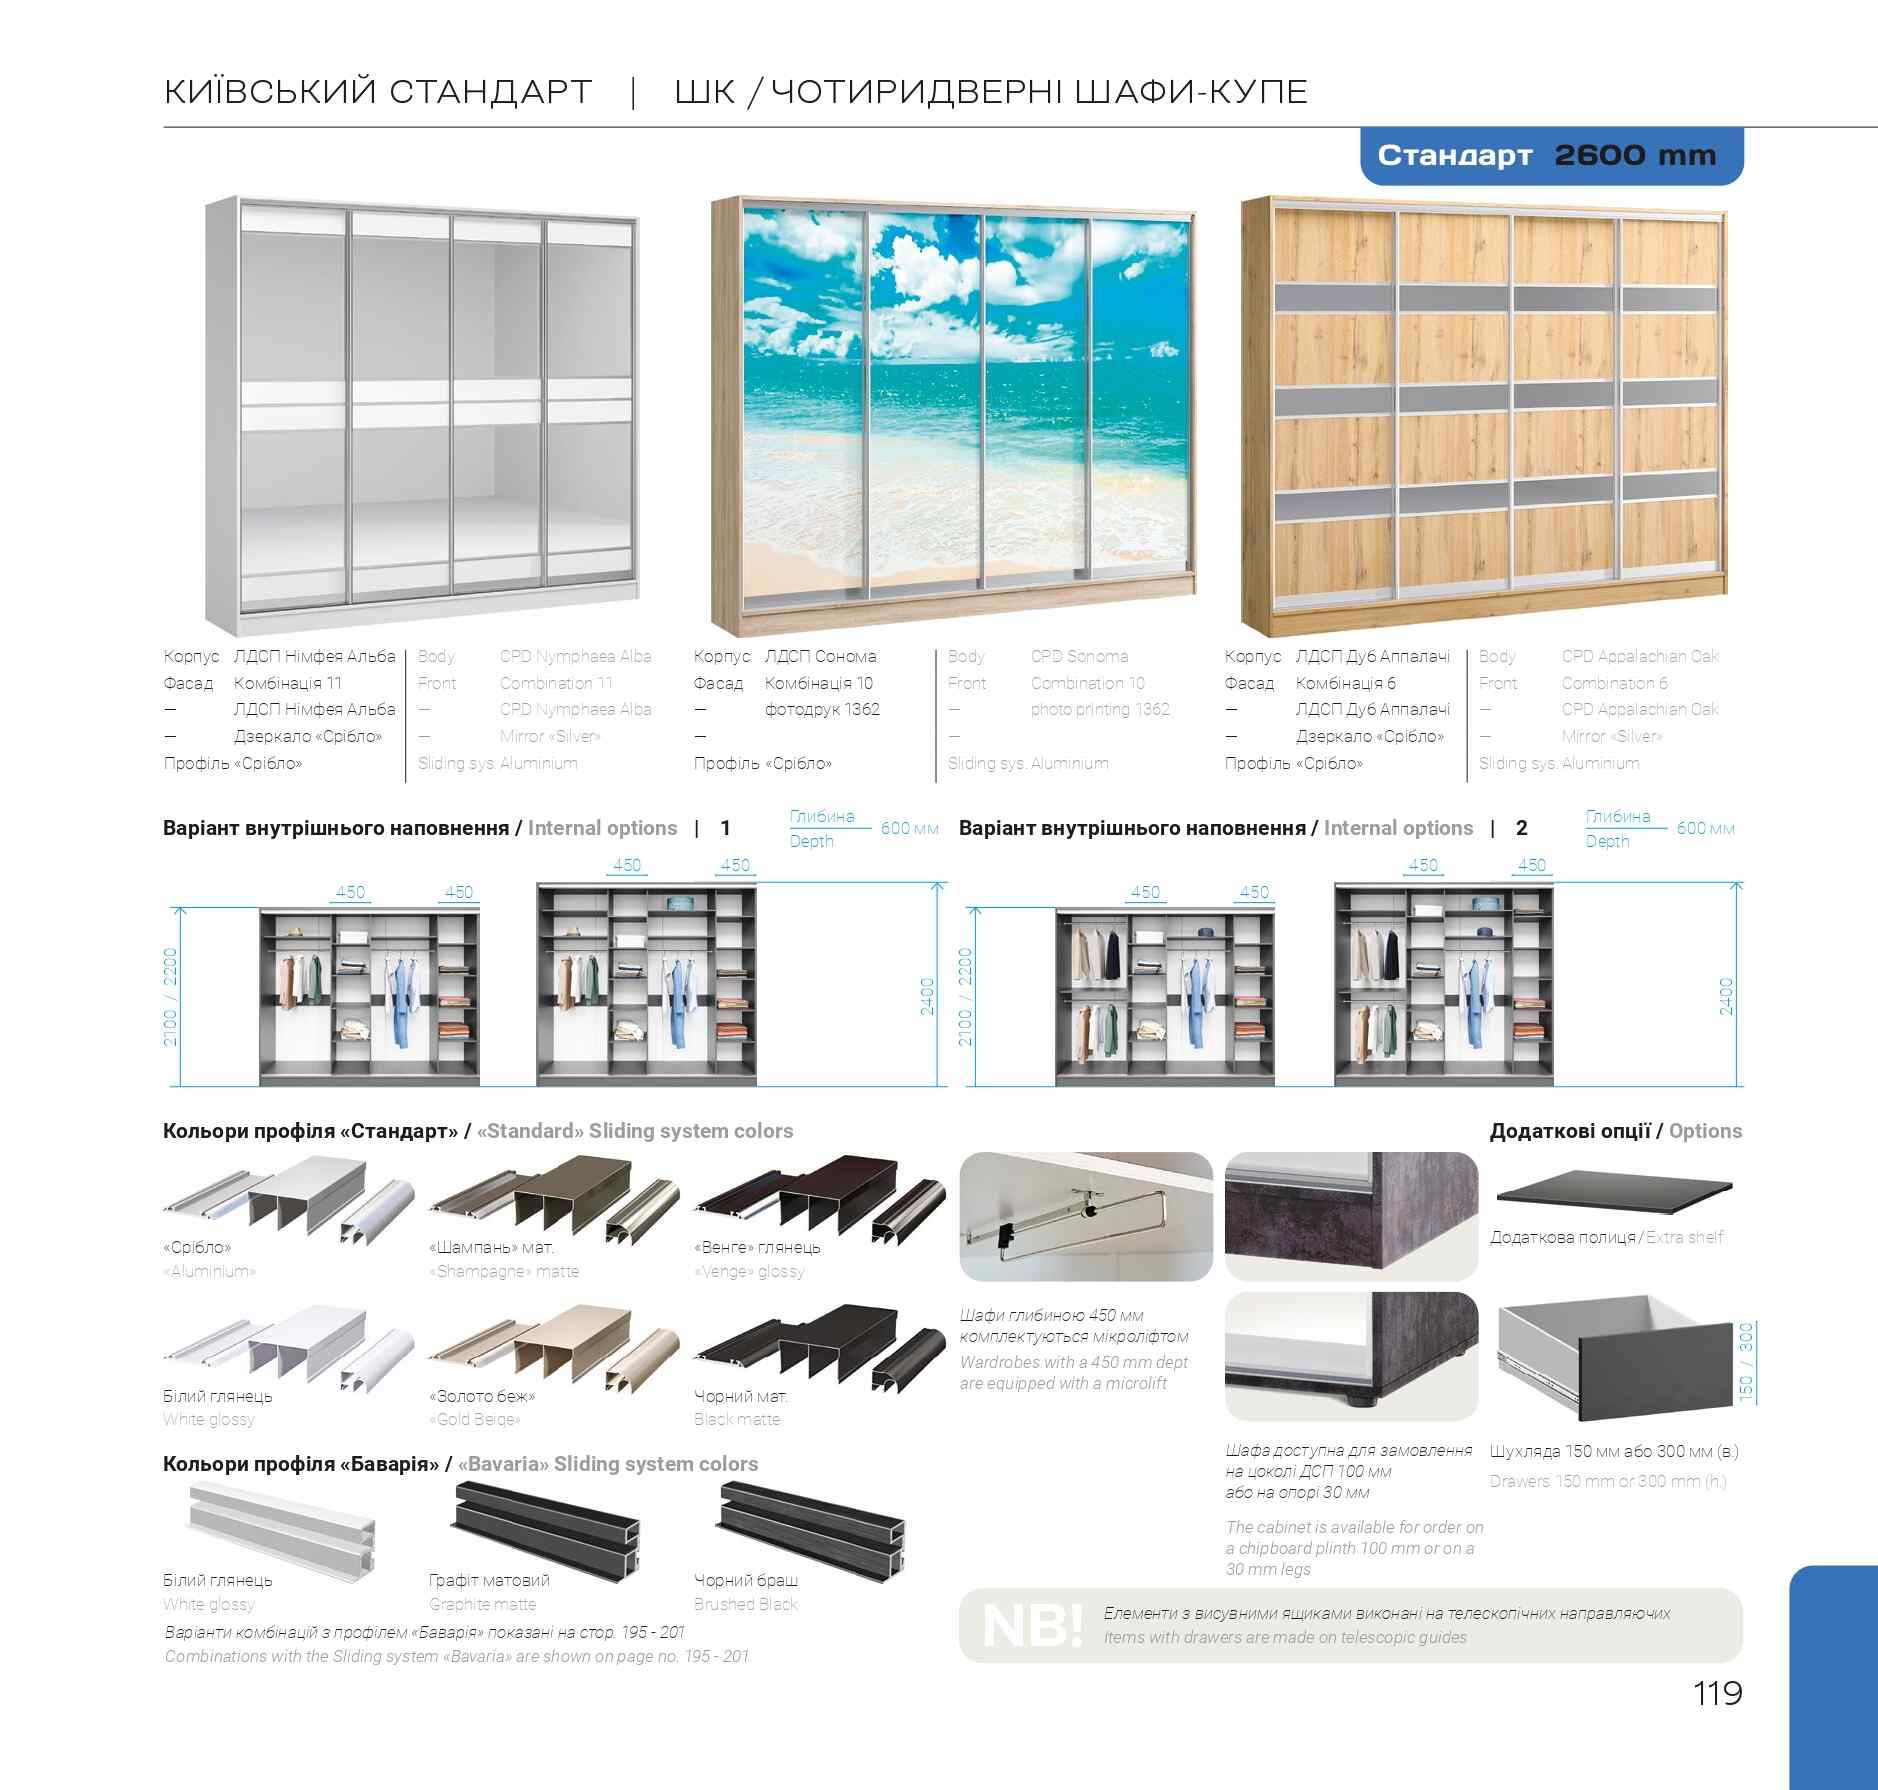 КИЇВСЬКИЙ СТАНДАРТ | ШК / ЧОТИРИДВЕРНІ ШАФИ-КУПЕ
Стандарт 2600 mm
Корпус ЛДСП Німфея Альба
Фасад Комбінація 11
— ЛДСП Німфея Альба
— Дзеркало «Срібло»
Профіль «Срібло»
Body CPD Nymphaea Alba
Front Combination 11
— CPD Nymphaea Alba
— Mirror «Silver»
Sliding sys. Aluminium
Корпус ЛДСП Сонома
Фасад Комбінація 10
— фотодрук 1362
—
Профіль «Срібло»
Body CPD Sonoma
Front Combination 10
— photo printing 1362
—
Sliding sys. Aluminium
Корпус ЛДСП Дуб Аппалачі
Фасад Комбінація 6
— ЛДСП Дуб Аппалачі
— Дзеркало «Срібло»
Профіль «Срібло»
Body CPD Appalachian Oak
Front Combination 6
— CPD Appalachian Oak
— Mirror «Silver»
Sliding sys. Aluminium
Варіант внутрішнього наповнення / Internal options | 1
Глибина
Depth
600 мм
450 450
450 450
2100 / 2200
2400
Варіант внутрішнього наповнення / Internal options | 2
Глибина
Depth
600 мм
450 450
450 450
2100 / 2200
2400
Кольори профіля «Стандарт» / «Standard» Sliding system colors
«Срібло»
«Aluminium»
«Шампань» мат.
«Shampagne» matte
«Венге» глянець
«Venge» glossy
Білий глянець
White glossy
«Золото беж»
«Gold Beige»
Чорний мат.
Black matte
Кольори профіля «Баварія» / «Bavaria» Sliding system colors
Білий глянець
White glossy
Графіт матовий
Graphite matte
Чорний браш
Brushed Black
Варіанти комбінацій з профілем «Баварія» показані на стор. 195 - 201
Combinations with the Sliding system «Bavaria» are shown on page no. 195 - 201
Шафи глибиною 450 мм
комплектуються мікроліфтом
Wardrobes with a 450 mm dept
are equipped with a microlift
Шафа доступна для замовлення
на цоколі ДСП 100 мм
або на опорі 30 мм
The cabinet is available for order on
a chipboard plinth 100 mm or on a
30 mm legs
Додаткові опції / Options
Додаткова полиця / Extra shelf
150 / 300
Шухляда 150 мм або 300 мм (в.)
Drawers 150 mm or 300 mm (h.)
NB!
Елементи з висувними ящиками виконані на телескопічних направляючих
Items with drawers are made on telescopic guides
119